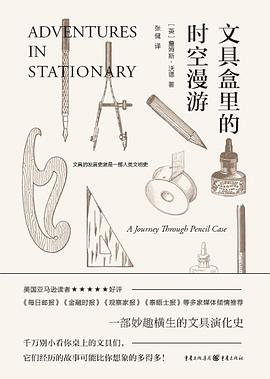 ADVENTURES
IN
STATIONARY
文具盒里的
时空漫游
[英] 詹姆斯·沃德 著
张健 译
文具的发展史就是一部人类文明史
A Journey Through Pencil Case
美国亚马逊读者★★★★★好评
《每日邮报》《金融时报》《观察家报》《泰晤士报》等多家媒体倾情推荐
一部妙趣横生的文具演化史
千万别小看你桌上的文具们，
它们经历的故事可能比你想象的多得多！
重庆出版集团 重庆出版社